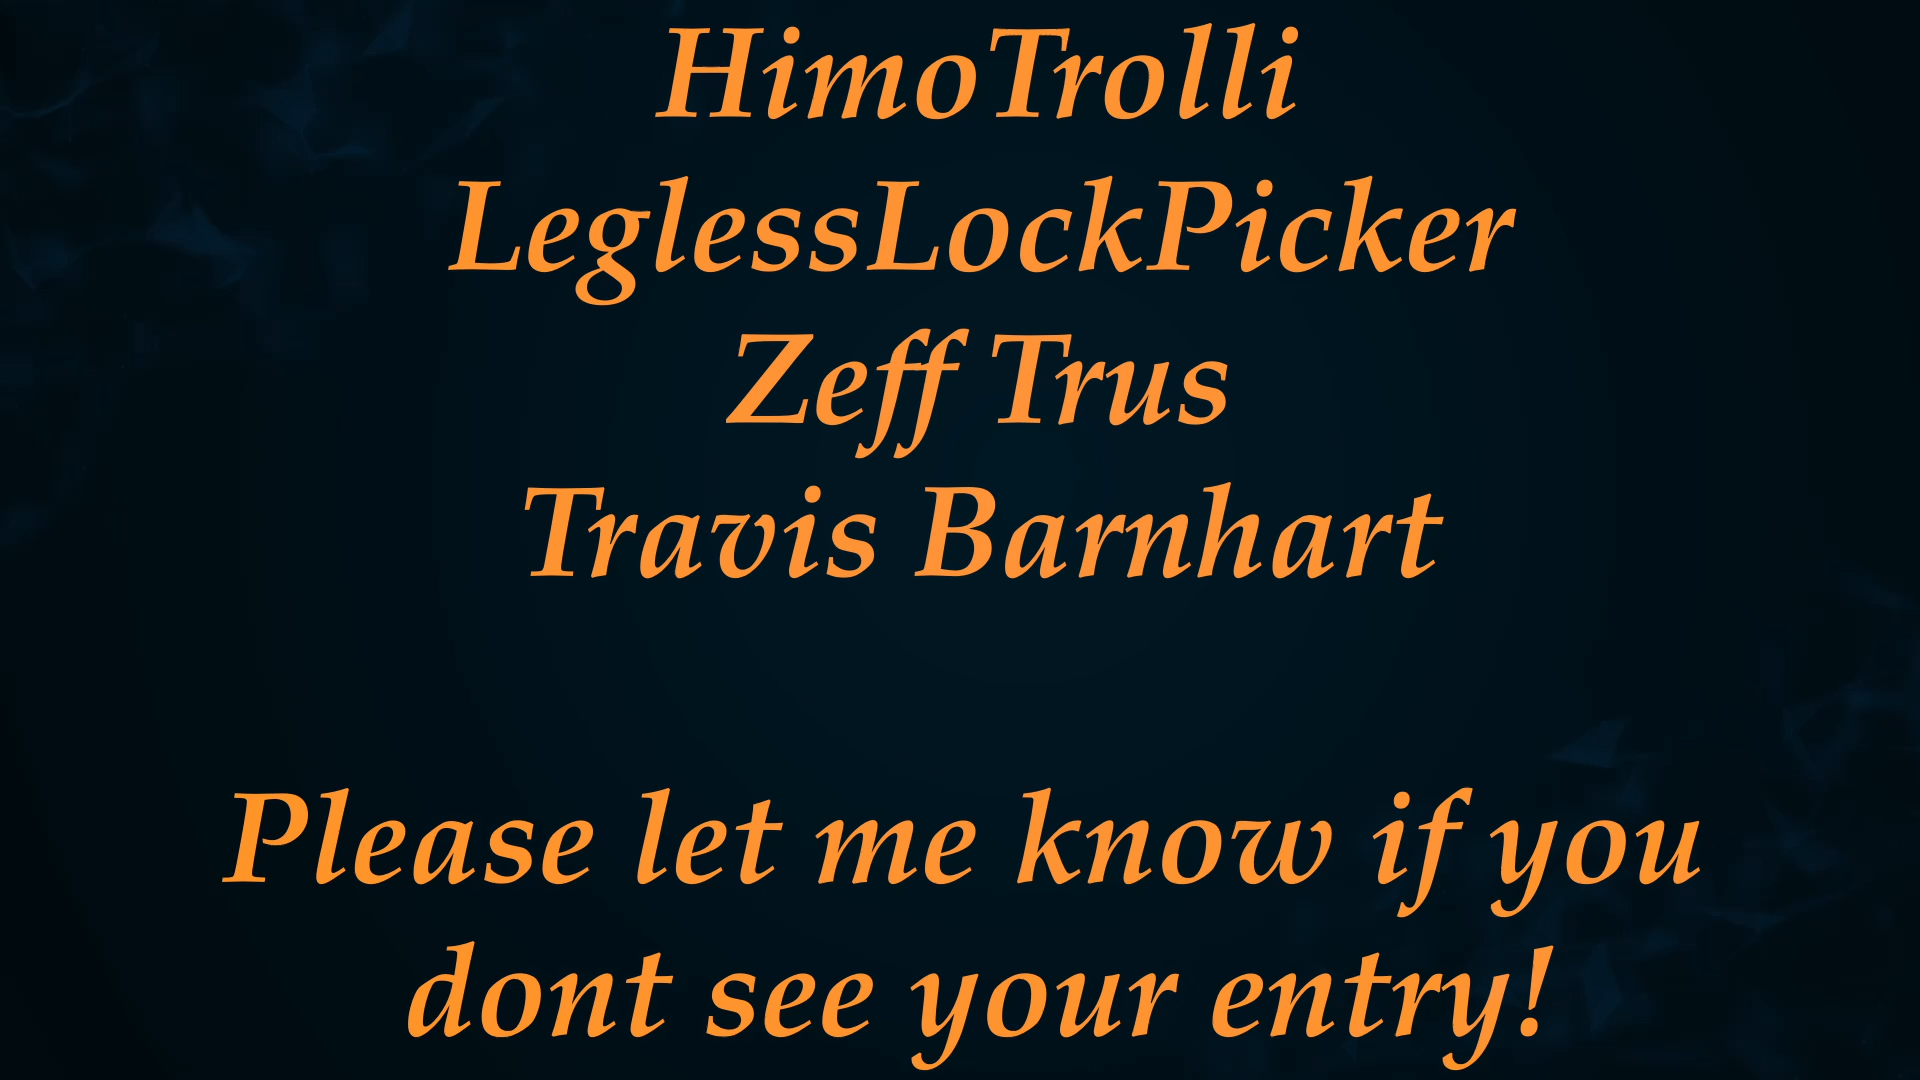 HimoTrolli
LeglessLockPicker
Zeff Trus
Travis Barnhart
Please let me know if you
dont see your entry!